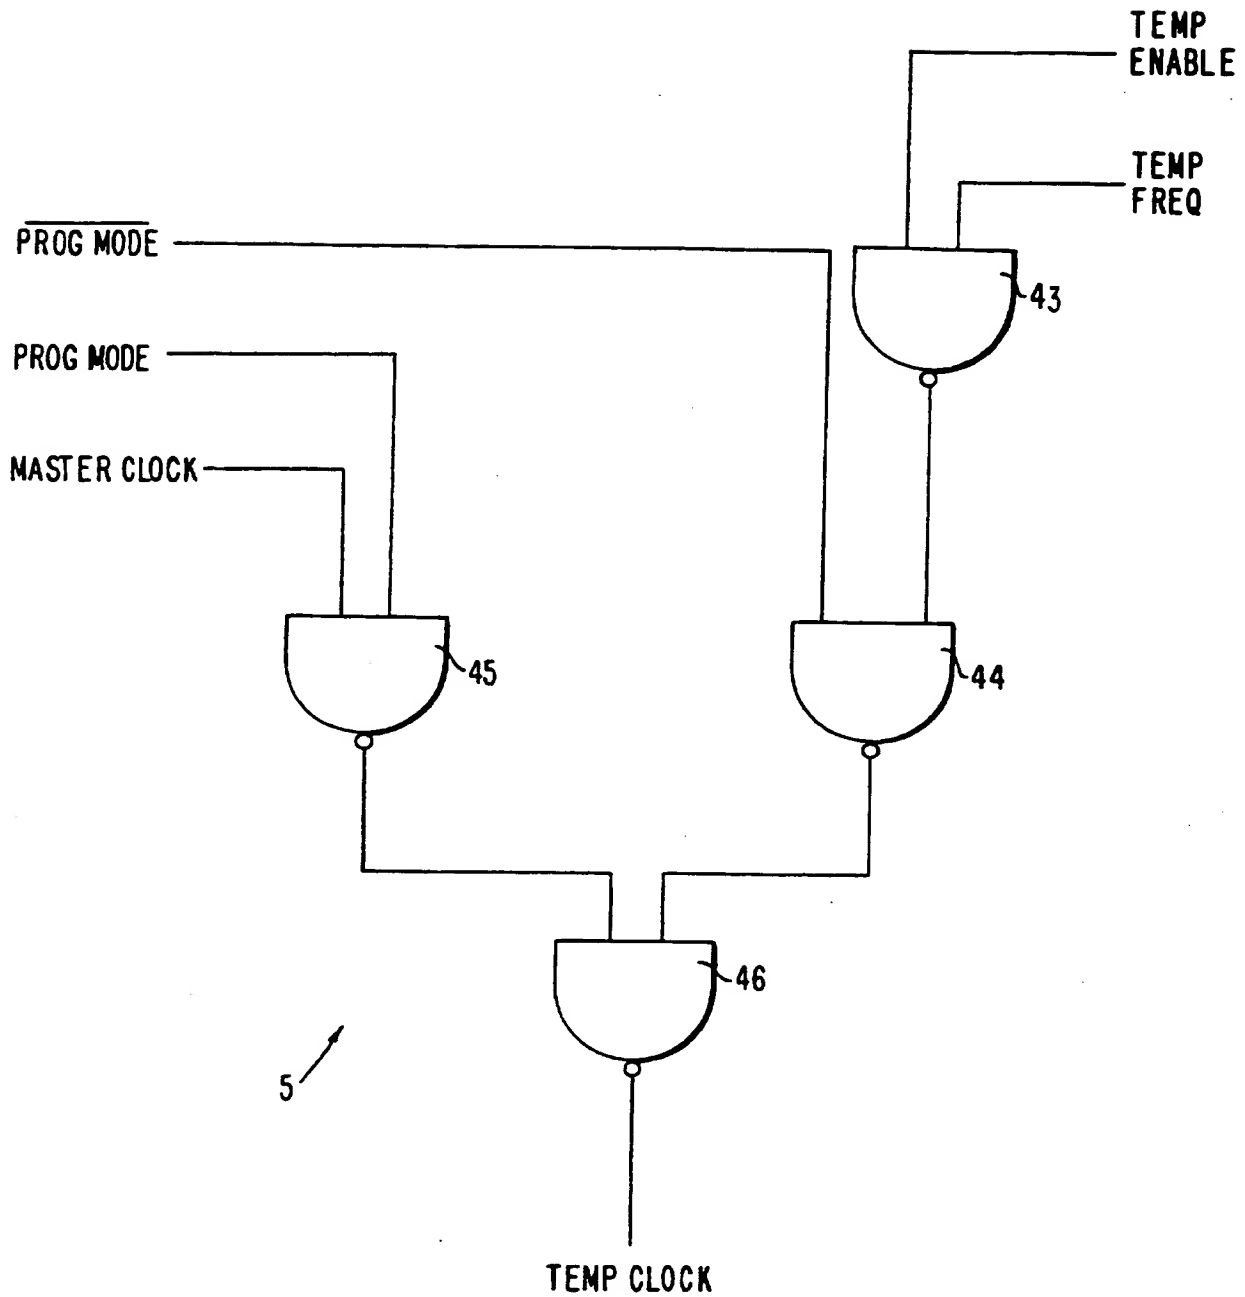 TEMP
ENABLE
TEMP
FREQ
PROG MODE
43
PROG MODE
MASTER CLOCK
45
44
46
5
TEMP CLOCK